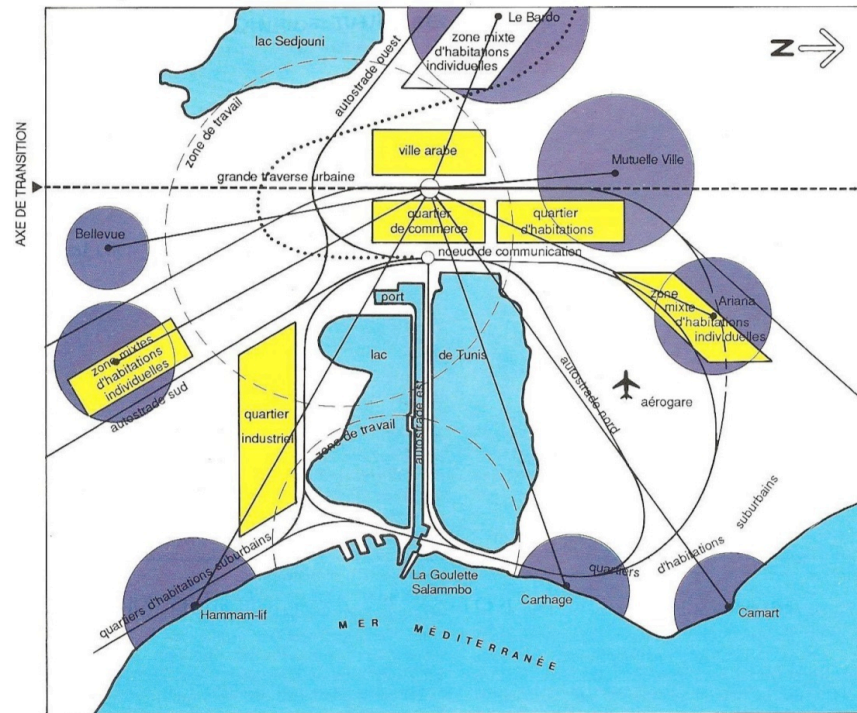 Le Bardo
lac Sedjouni
zone mixte
d'habitations
individuelles
N
autostrade ouest
zone de travail
AXE DE TRANSITION
ville arabe
Mutuelle Ville
grande traverse urbaine
quartier
de commerce
quartier
d'habitations
Bellevue
noeud de communication
port
Ariana
zone
mixte
d'habitations
individuelles
zone mixtes
d'habitations
individuelles
lac
de Tunis
autostrade sud
autostrade est
autostrade nord
aérogare
quartier
industriel
zone de travail
quartiers d'habitations suburbains
quartiers d'habitations suburbains
La Goulette
Salammbo
Carthage
Hammam-lif
Camart
MER MÉDITERRANÉE